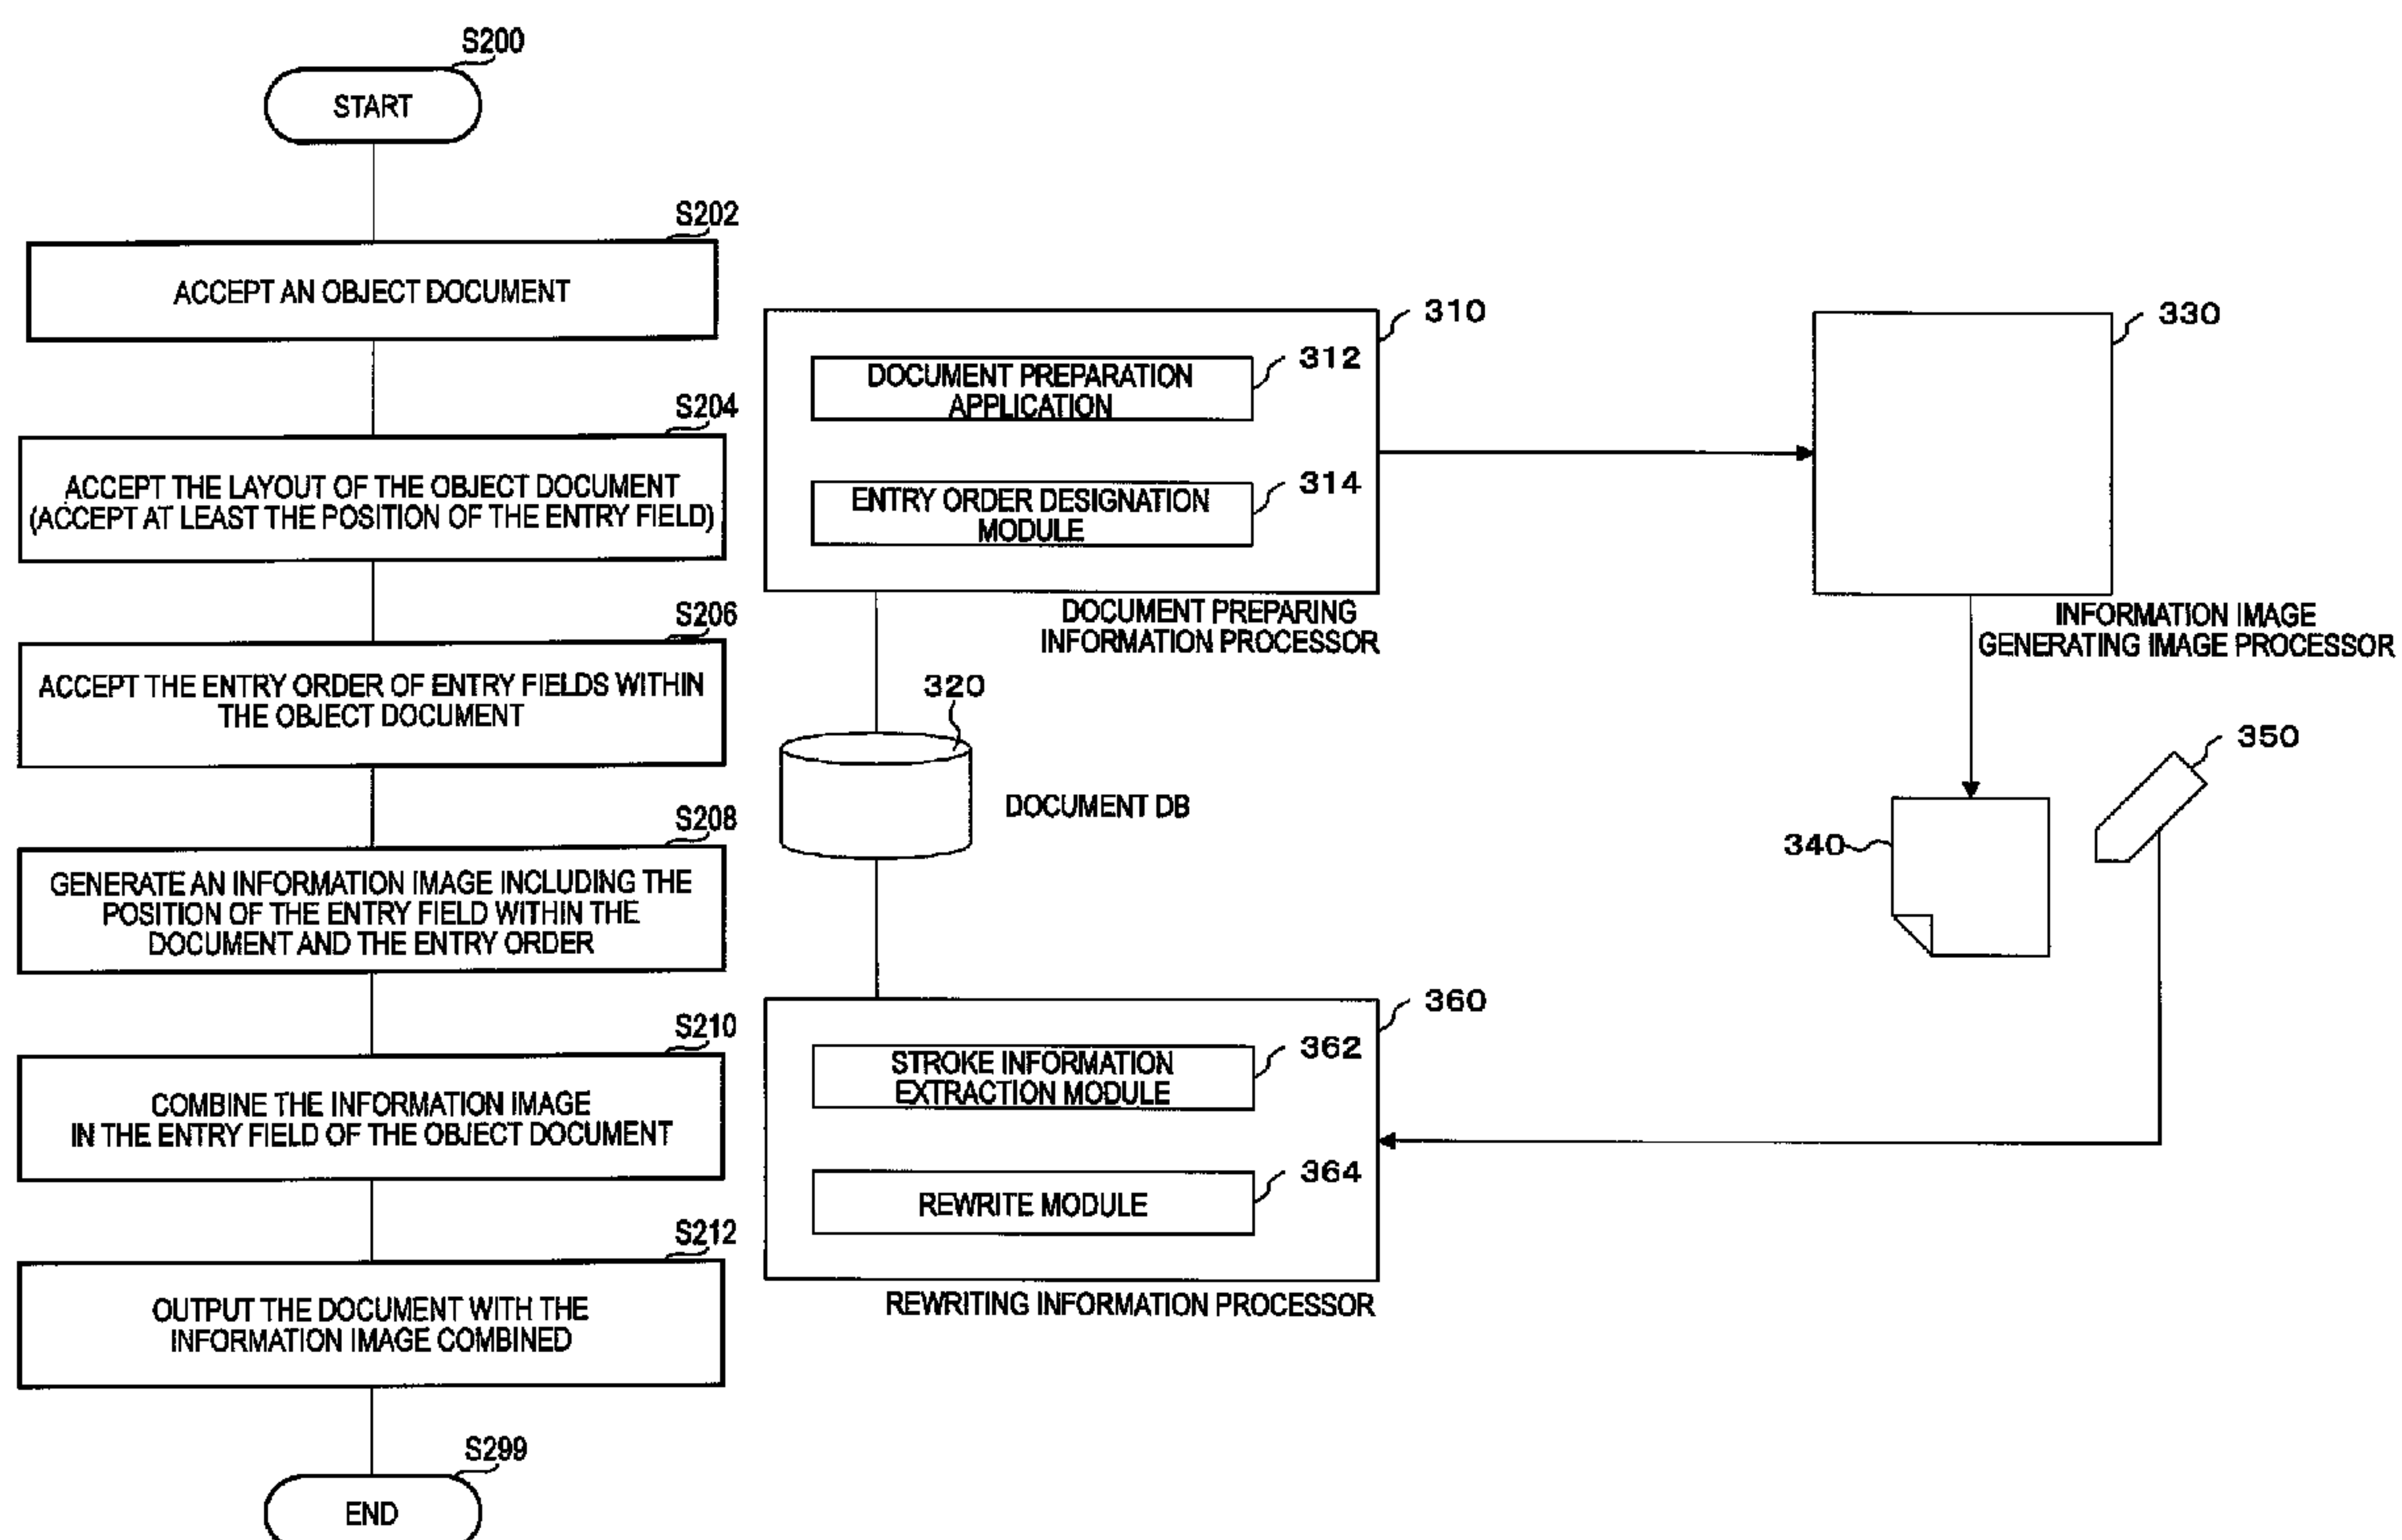 S200
START
S202
ACCEPT AN OBJECT DOCUMENT
S204
ACCEPT THE LAYOUT OF THE OBJECT DOCUMENT
(ACCEPT AT LEAST THE POSITION OF THE ENTRY FIELD)
S206
ACCEPT THE ENTRY ORDER OF ENTRY FIELDS WITHIN
THE OBJECT DOCUMENT
S208
GENERATE AN INFORMATION IMAGE INCLUDING THE
POSITION OF THE ENTRY FIELD WITHIN THE
DOCUMENT AND THE ENTRY ORDER
S210
COMBINE THE INFORMATION IMAGE
IN THE ENTRY FIELD OF THE OBJECT DOCUMENT
S212
OUTPUT THE DOCUMENT WITH THE
INFORMATION IMAGE COMBINED
S299
END
310
312
DOCUMENT PREPARATION
APPLICATION
314
ENTRY ORDER DESIGNATION
MODULE
DOCUMENT PREPARING
INFORMATION PROCESSOR
320
DOCUMENT DB
330
INFORMATION IMAGE
GENERATING IMAGE PROCESSOR
340
350
360
362
STROKE INFORMATION
EXTRACTION MODULE
364
REWRITE MODULE
REWRITING INFORMATION PROCESSOR